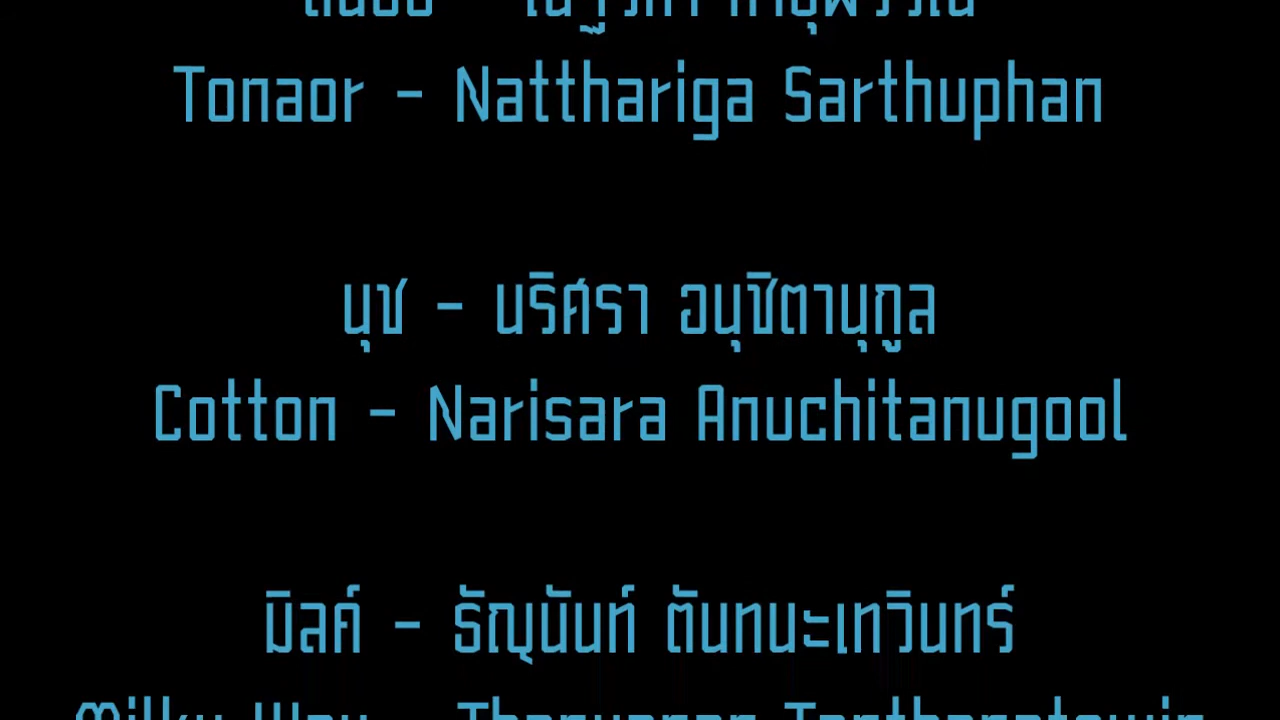 Tonaor - Natthariga Sarthuphan
นุช - นริศรา อนุชิตานุกูล
Cotton - Narisara Anuchitanugool
มิลค์ - ธัญนันท์ ตันทนะเทวินทร์
Milky Way -